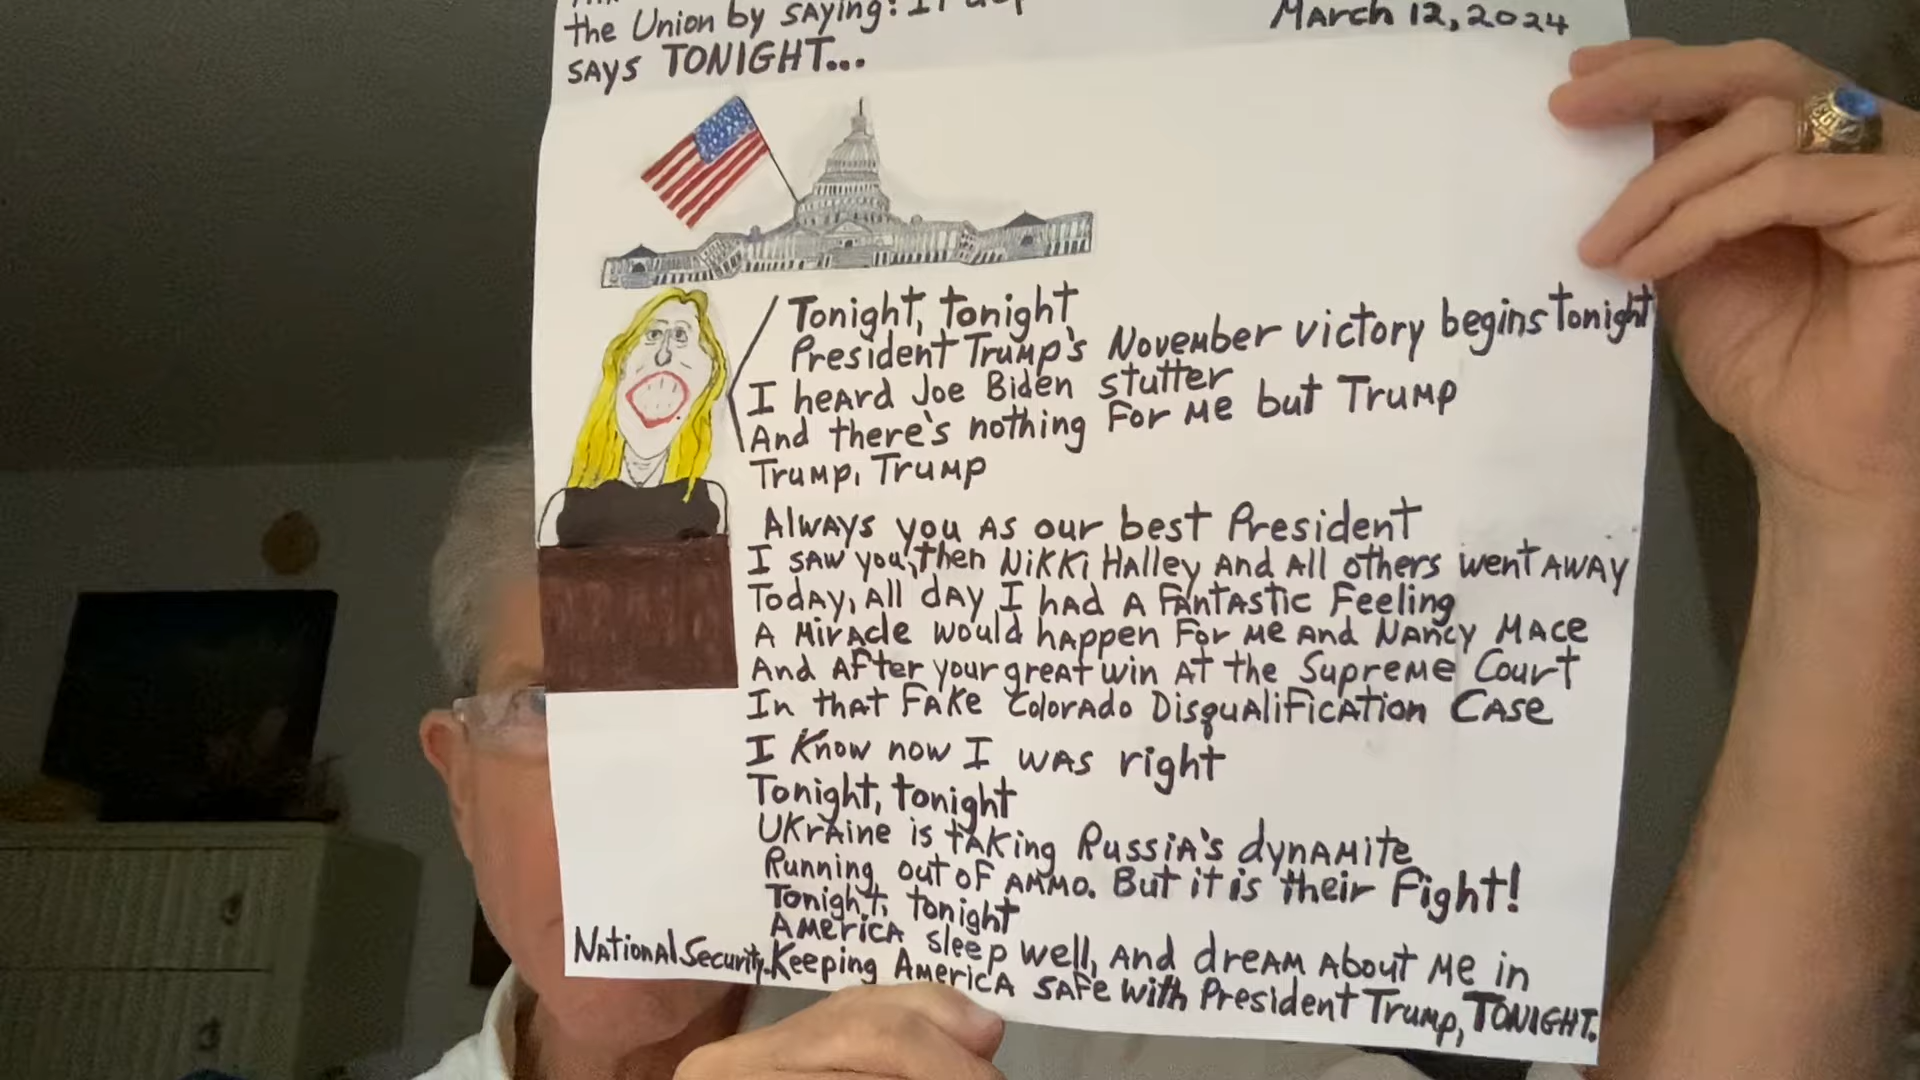 the Union by saying:
March 12, 2024
says TONIGHT...
Tonight, tonight
President Trump's November victory begins tonight
I heard Joe Biden stutter
And there's nothing For Me but Trump
Trump, Trump
Always you as our best President
I saw you, then Nikki Halley And All others went away
Today, all day I had a Fantastic Feeling
A Miracle would happen For Me and Nancy Mace
And after your great win at the Supreme Court
In that Fake Colorado Disqualification Case
I Know now I was right
Tonight, tonight
Ukraine is taking Russia's dynamite
Running out of ammo. But it is their Fight!
Tonight, tonight
America sleep well, and dream about me in
National Security. Keeping America safe with President Trump, TONIGHT.